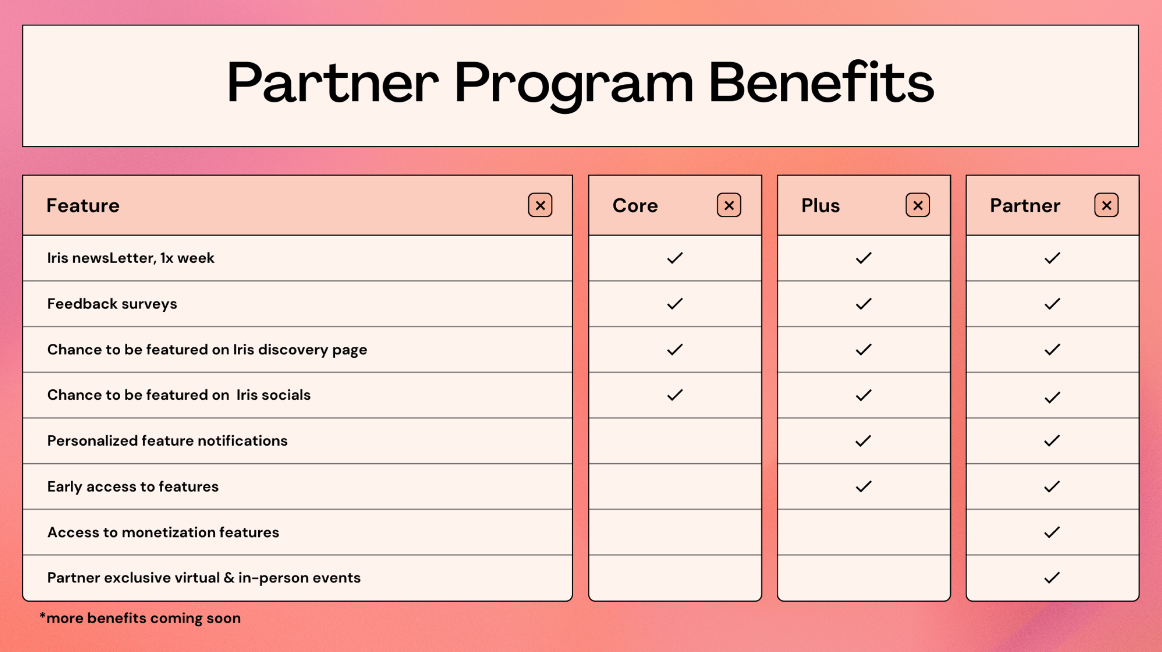 Partner Program Benefits
Feature Core Plus Partner
Iris newsLetter, 1x week ✓ ✓ ✓
Feedback surveys ✓ ✓ ✓
Chance to be featured on Iris discovery page ✓ ✓ ✓
Chance to be featured on  Iris socials ✓ ✓ ✓
Personalized feature notifications ✓ ✓
Early access to features ✓ ✓
Access to monetization features ✓
Partner exclusive virtual & in-person events ✓
*more benefits coming soon